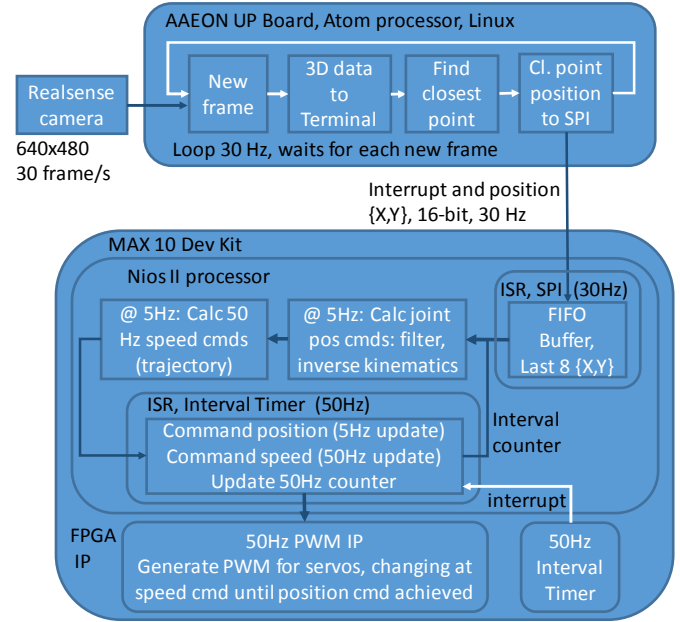 AAEON UP Board, Atom processor, Linux
Realsense
camera
640x480
30 frame/s
New
frame
3D data
to
Terminal
Find
closest
point
Cl. point
position
to SPI
Loop 30 Hz, waits for each new frame
Interrupt and position
{X,Y}, 16-bit, 30 Hz
MAX 10 Dev Kit
Nios II processor
ISR, SPI  (30Hz)
@ 5Hz: Calc 50
Hz speed cmds
(trajectory)
@ 5Hz: Calc joint
pos cmds: filter,
inverse kinematics
FIFO
Buffer,
Last 8 {X,Y}
ISR, Interval Timer  (50Hz)
Command position (5Hz update)
Command speed (50Hz update)
Update 50Hz counter
Interval
counter
interrupt
FPGA
IP
50Hz PWM IP
Generate PWM for servos, changing at
speed cmd until position cmd achieved
50Hz
Interval
Timer